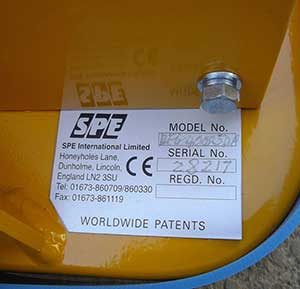 SPE
SPE International Limited
Honeyholes Lane,
Dunholme, Lincoln,
England LN2 3SU
Tel: 01673-860709/860330
Fax: 01673-861119
CE
MODEL No.
SERIAL No.
28217
REGD. No.
WORLDWIDE PATENTS